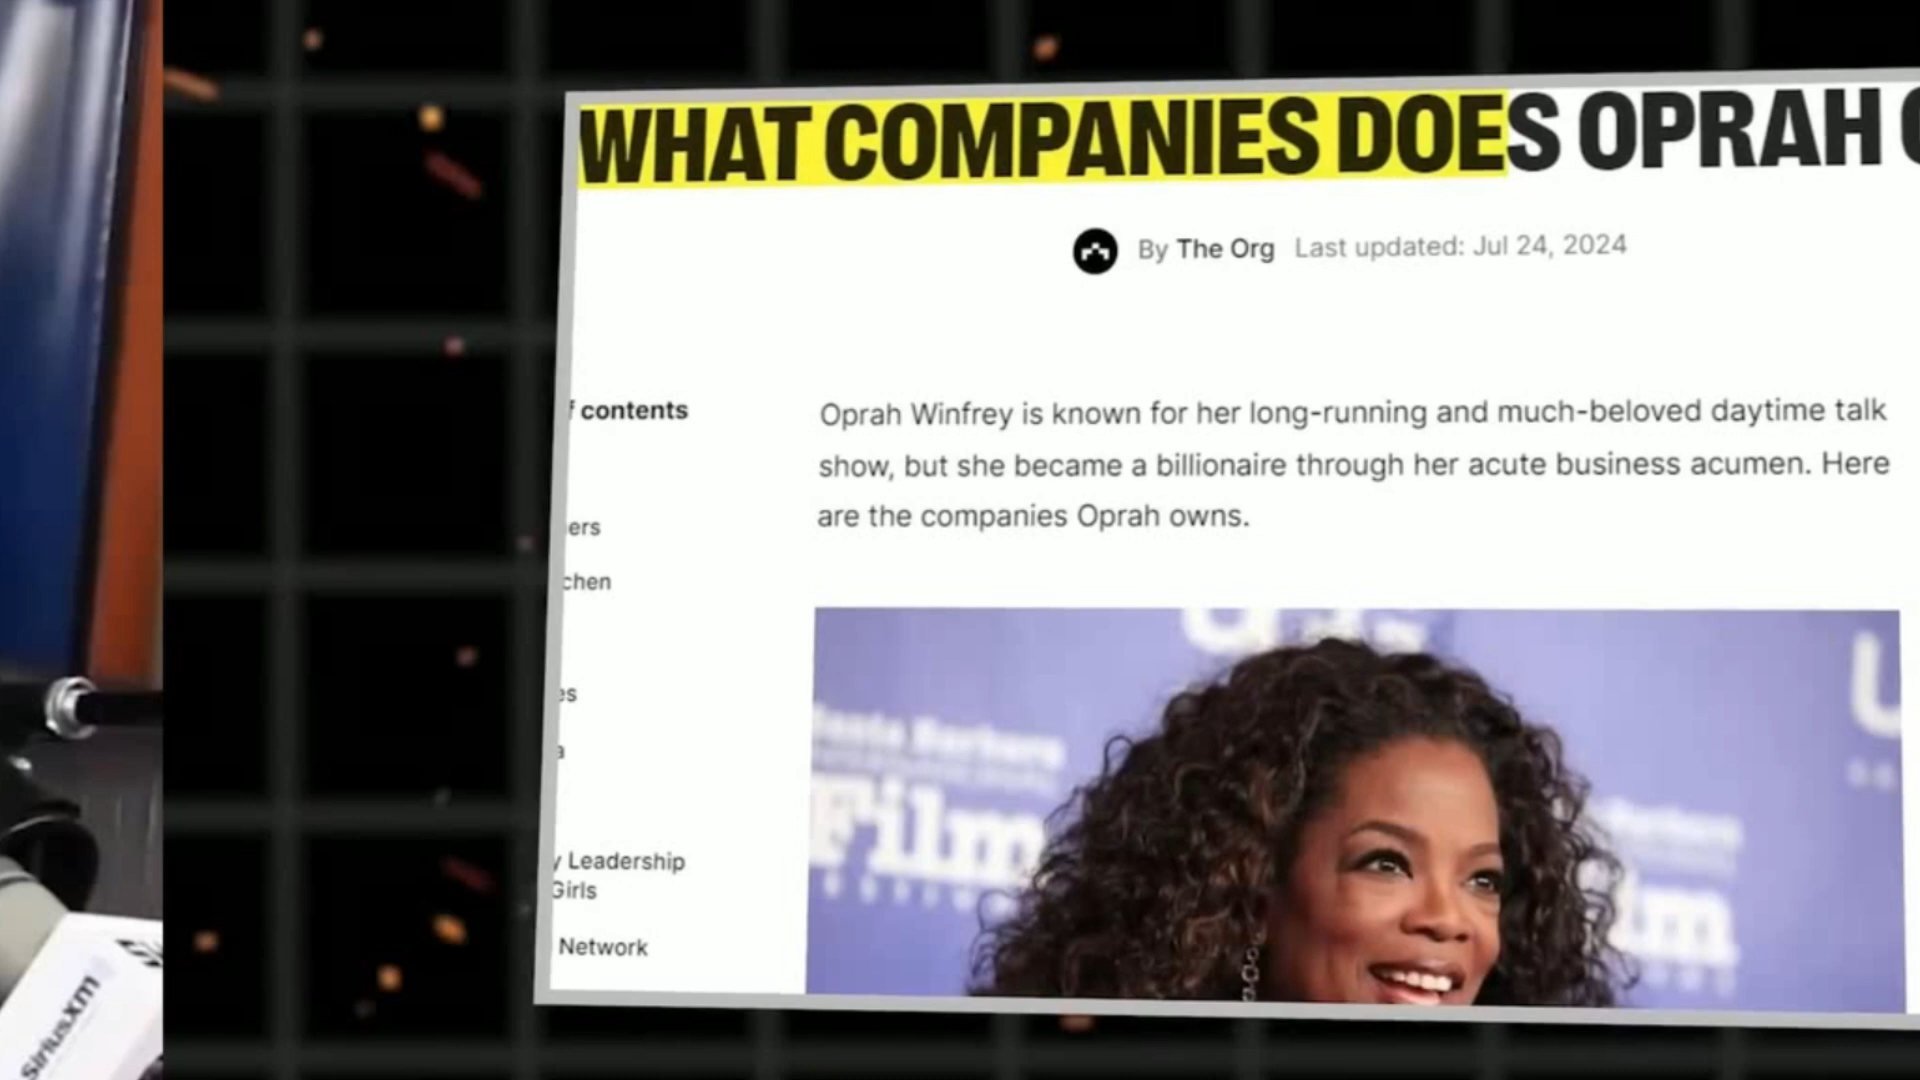 WHAT COMPANIES DOES OPRAH
By The Org Last updated: Jul 24, 2024
contents
Oprah Winfrey is known for her long-running and much-beloved daytime talk
show, but she became a billionaire through her acute business acumen. Here
are the companies Oprah owns.
ers
chen
es
a
y Leadership
Girls
Network
Santa Barbara
Film
Film
SiriusXM